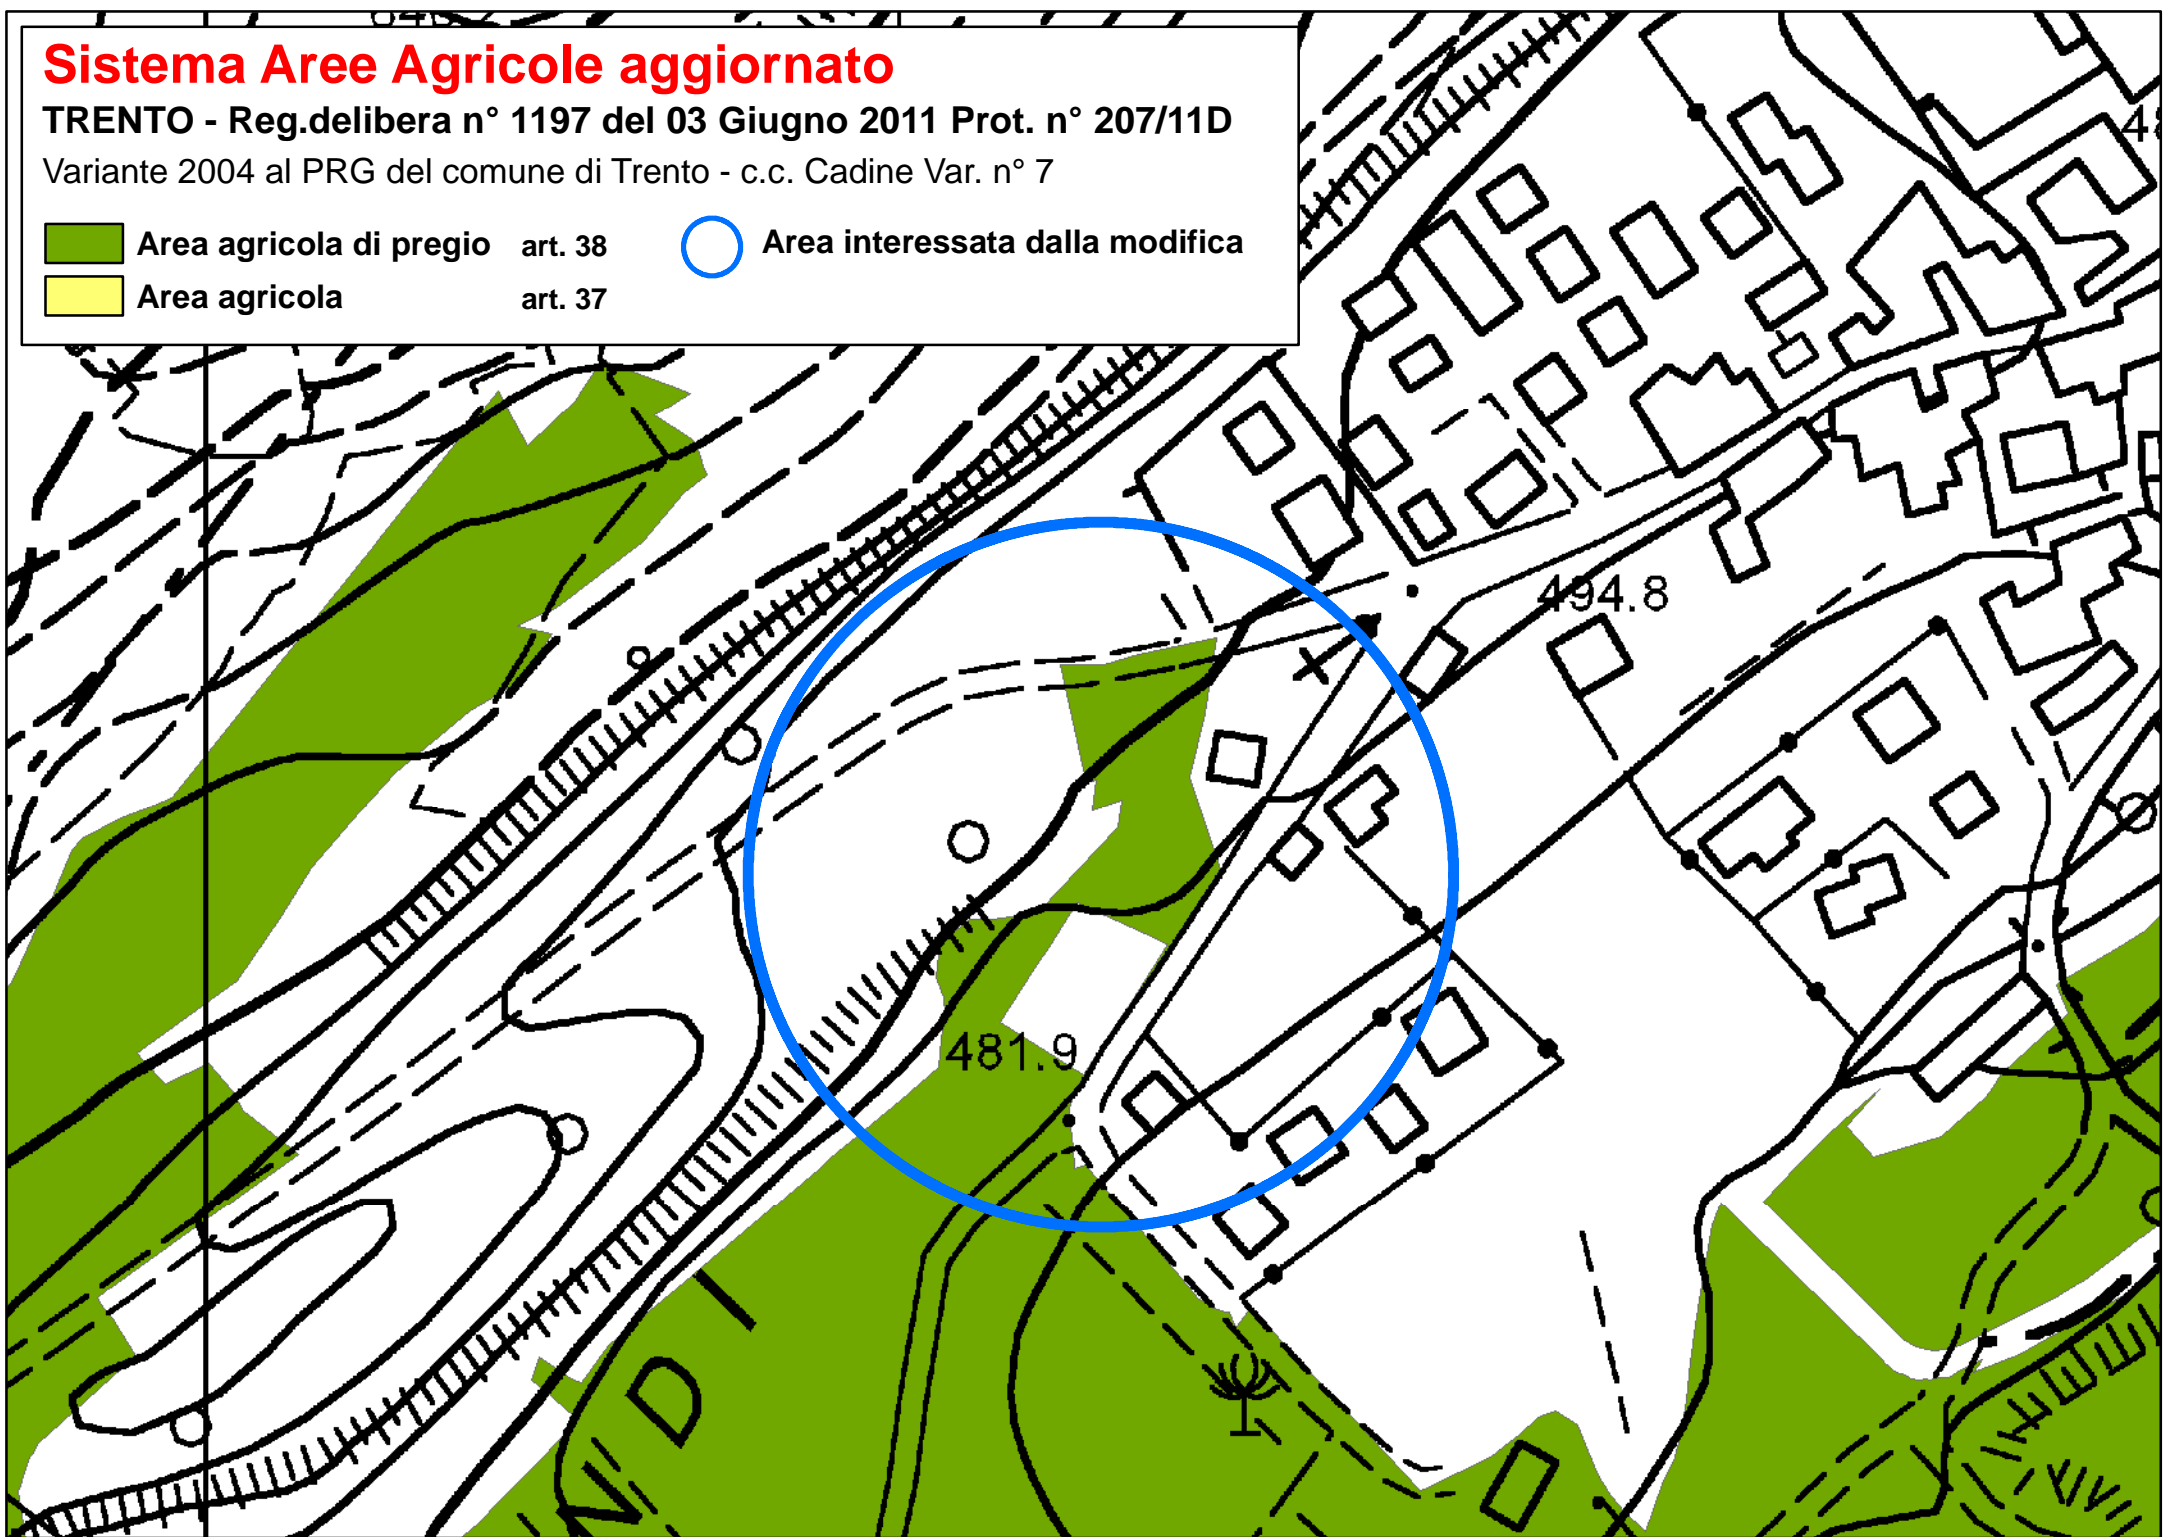 Sistema Aree Agricole aggiornato
TRENTO - Reg.delibera n° 1197 del 03 Giugno 2011 Prot. n° 207/11D
Variante 2004 al PRG del comune di Trento - c.c. Cadine Var. n° 7
Area agricola di pregio art. 38
Area interessata dalla modifica
Area agricola art. 37
494.8
481.9
N D I